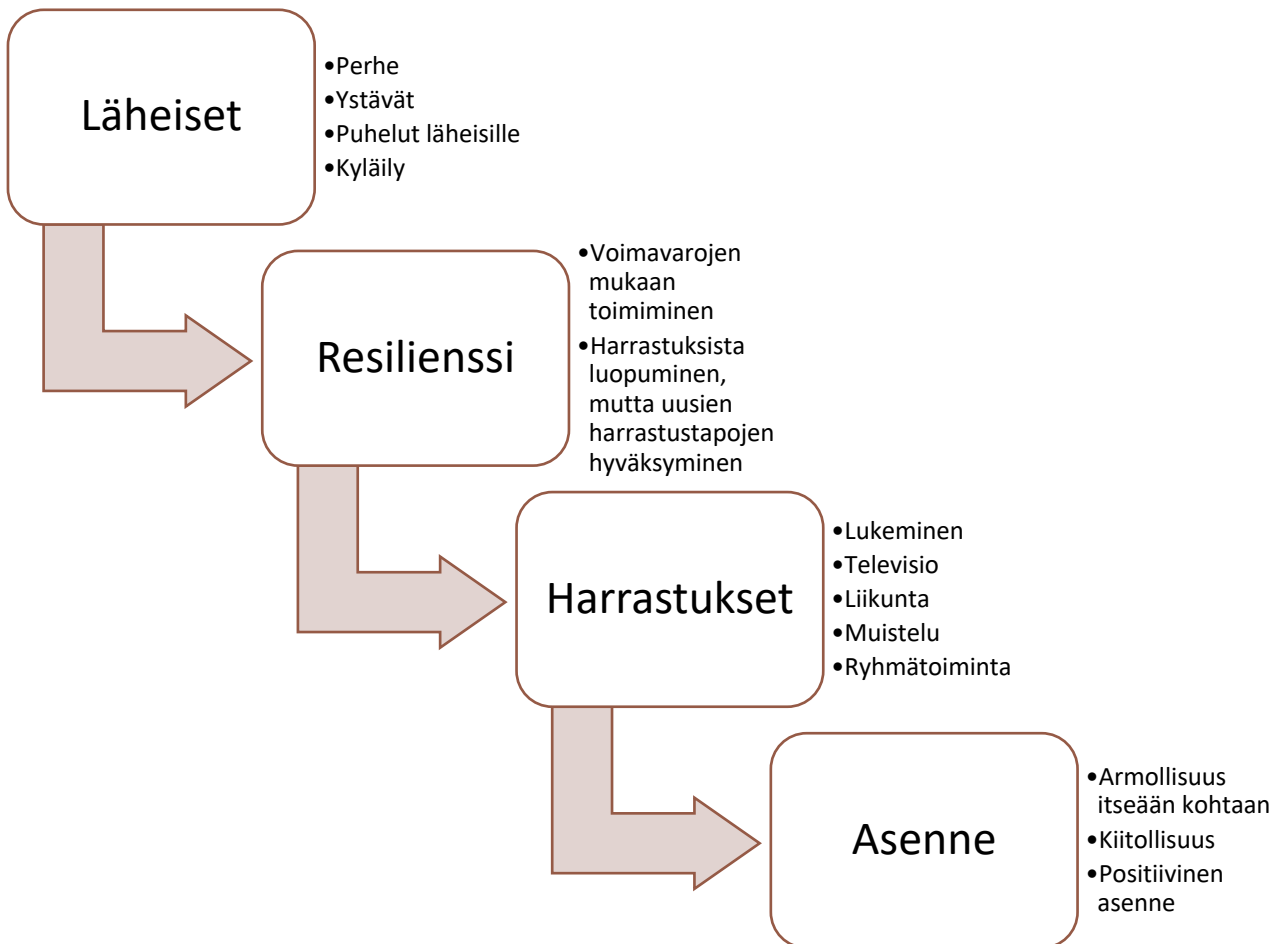 Läheiset
•Perhe
•Ystävät
•Puhelut läheisille
•Kyläily
Resilienssi
•Voimavarojen
mukaan
toimiminen
•Harrastuksista
luopuminen,
mutta uusien
harrastustapojen
hyväksyminen
Harrastukset
•Lukeminen
•Televisio
•Liikunta
•Muistelu
•Ryhmätoiminta
Asenne
•Armollisuus
itseään kohtaan
•Kiitollisuus
•Positiivinen
asenne